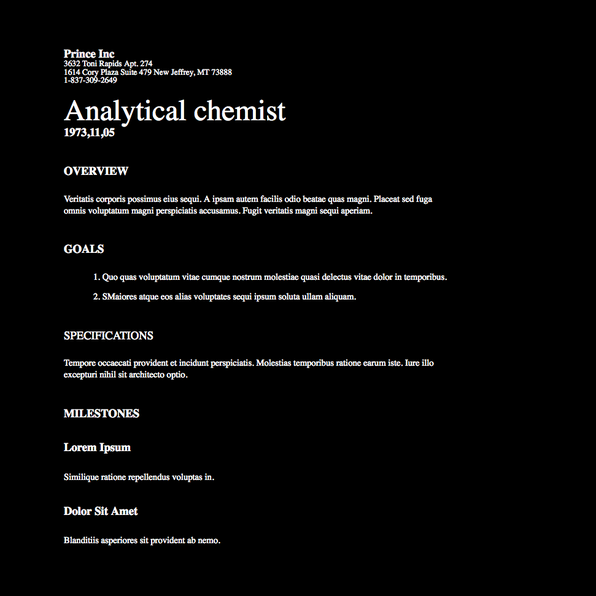 Prince Inc
3632 Toni Rapids Apt. 274
1614 Cory Plaza Suite 479 New Jeffrey, MT 73888
1-837-309-2649
Analytical chemist
1973,11,05
OVERVIEW
Veritatis corporis possimus eius sequi. A ipsam autem facilis odio beatae quas magni. Placeat sed fuga
omnis voluptatum magni perspiciatis accusamus. Fugit veritatis magni sequi aperiam.
GOALS
1. Quo quas voluptatum vitae cumque nostrum molestiae quasi delectus vitae dolor in temporibus.
2. SMaiores atque eos alias voluptates sequi ipsum soluta ullam aliquam.
SPECIFICATIONS
Tempore occaecati provident et incidunt perspiciatis. Molestias temporibus ratione earum iste. Iure illo
excepturi nihil sit architecto optio.
MILESTONES
Lorem Ipsum
Similique ratione repellendus voluptas in.
Dolor Sit Amet
Blanditiis asperiores sit provident ab nemo.